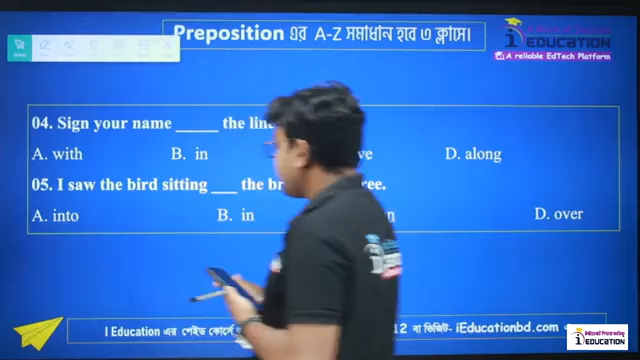 Preposition এর A-Z সমাধান হবে ৩ ক্লাসে।
i EDUCATION
A reliable EdTech Platform
04. Sign your name _____ the line
A. with B. in ve D. along
05. I saw the bird sitting ___ the br ree.
A. into B. in n D. over
I Education এর পেইড কোর্সে 12 বা ভিজিট- iEducationbd.com
i EDUCATION